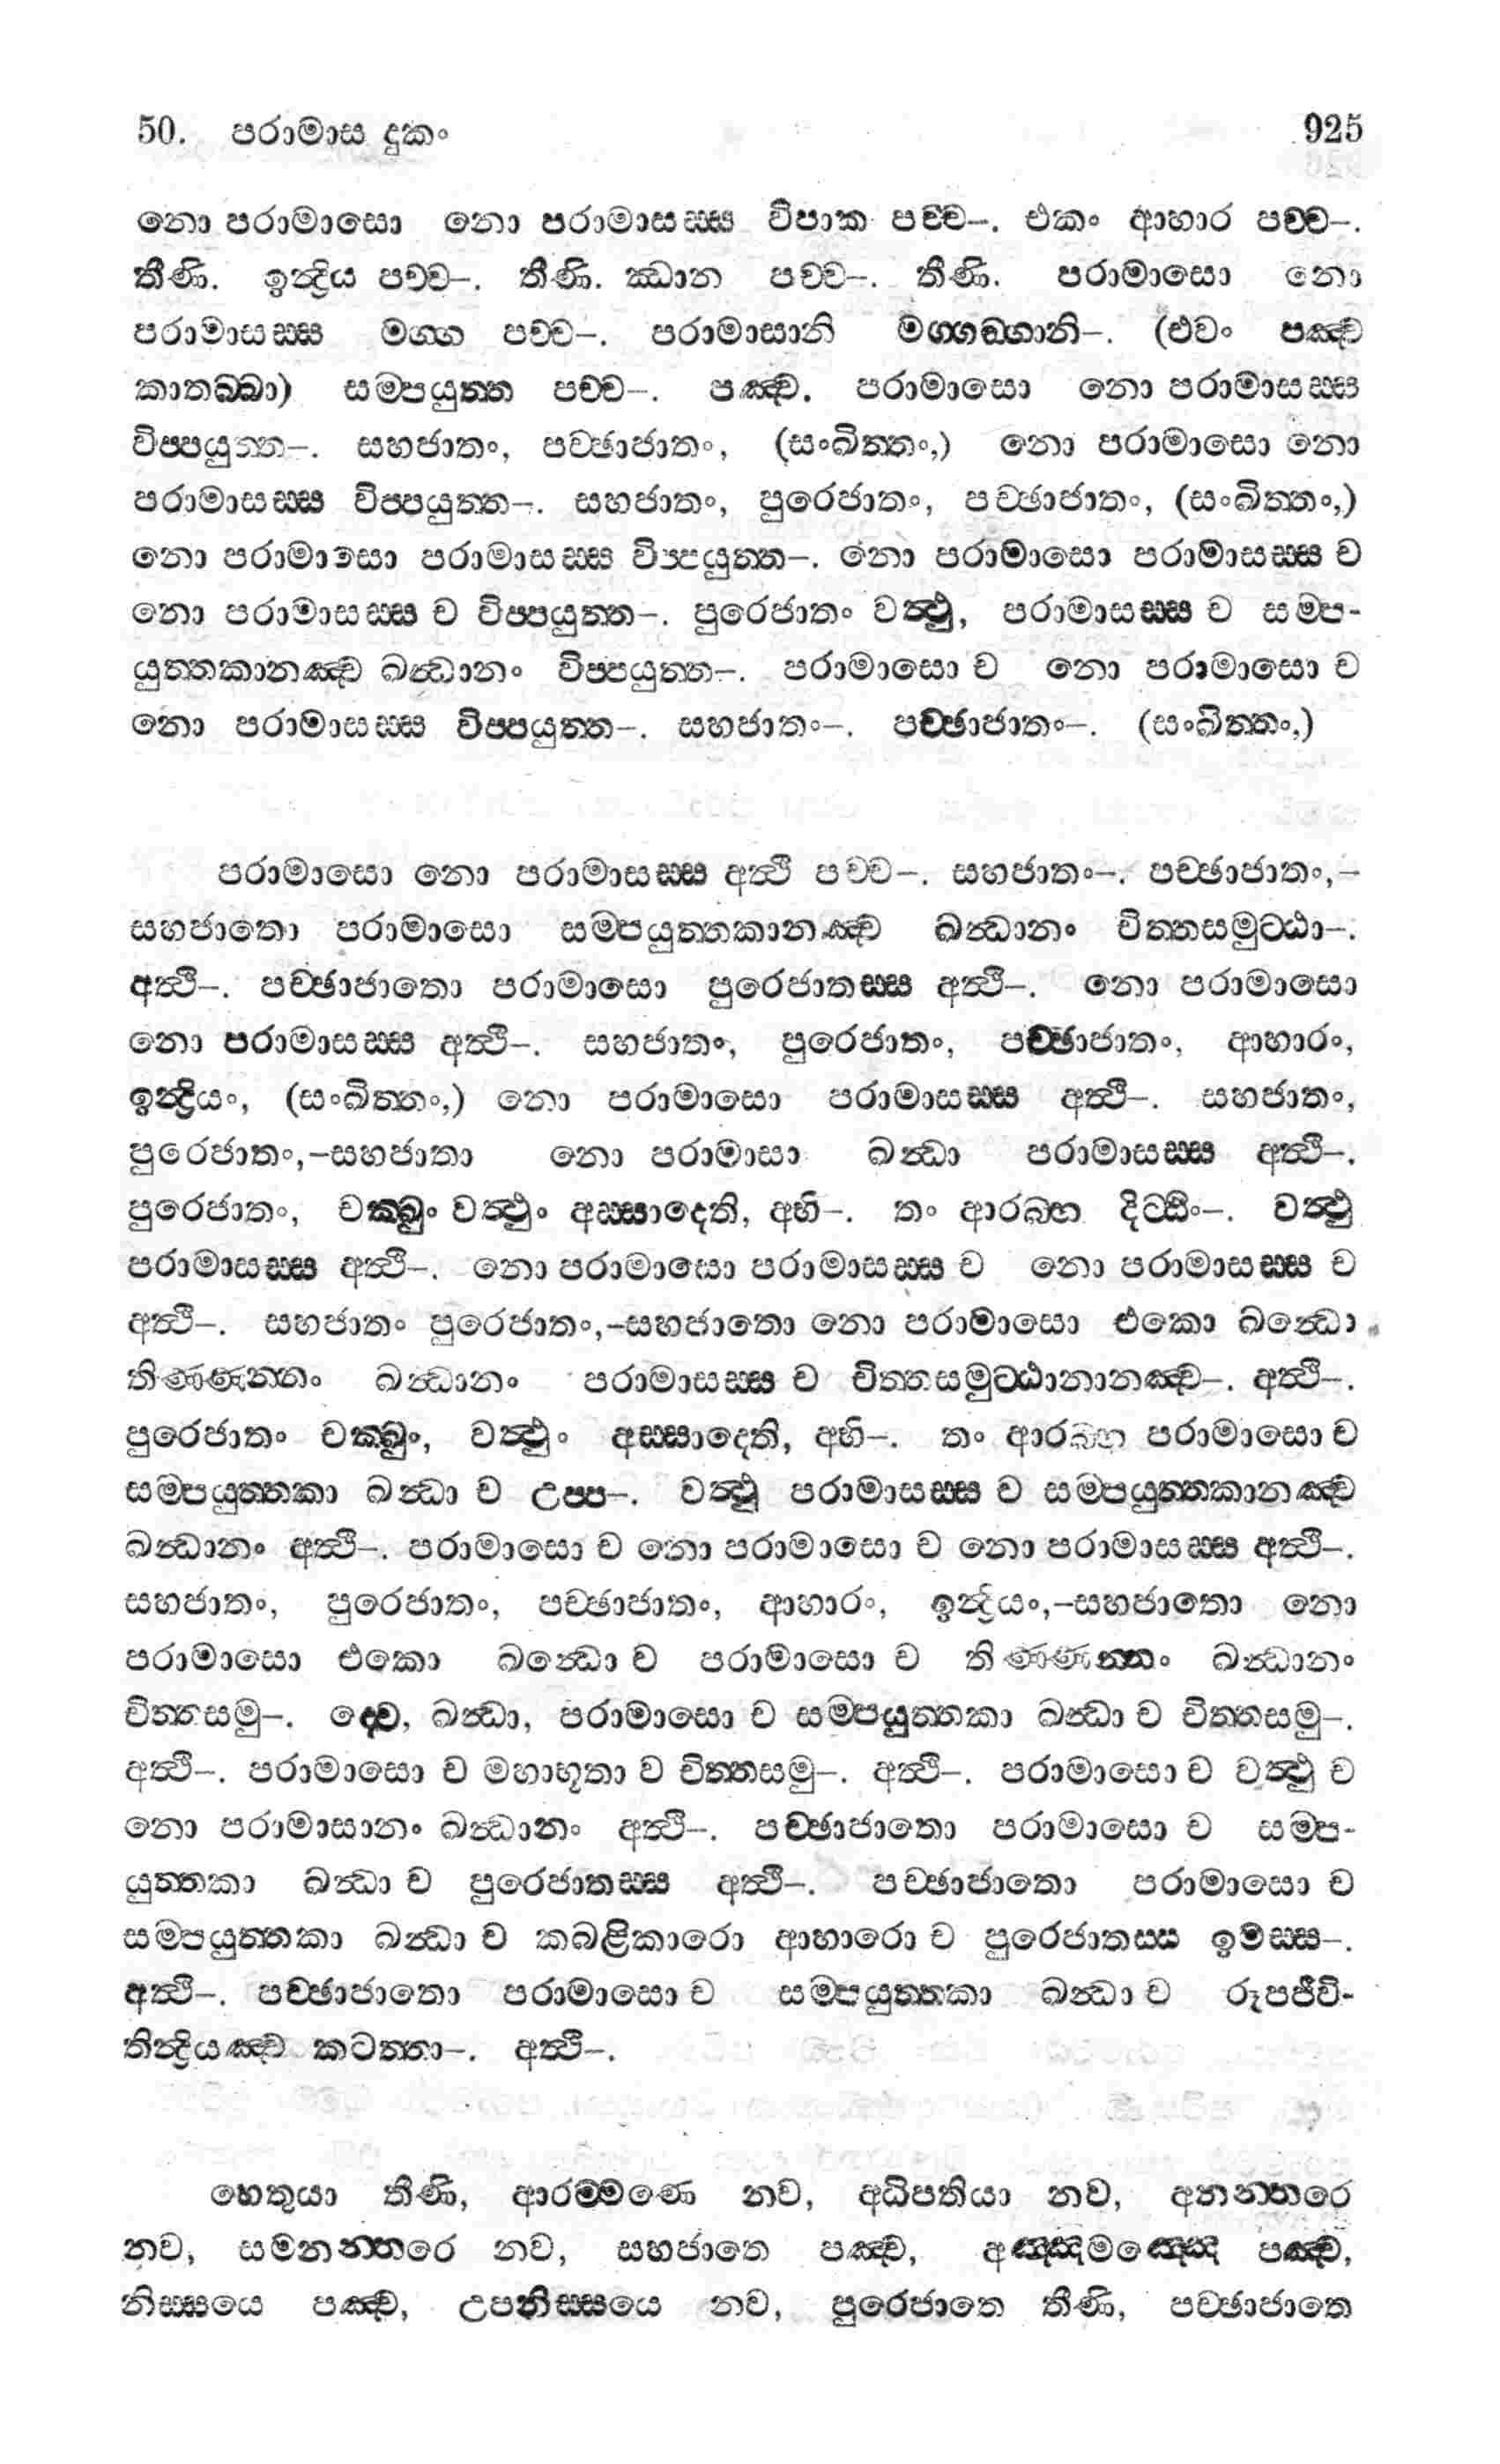 50. පරාමාස දුකං 925
නො පරාමාසො නො පරාමාසස්ස විපාක පච්ච–. එකං ආහාර පච්ච–.
තීණි. ඉන්ද්‍රිය පච්ච–. තීණි. ඣාන පච්ච–. තීණි. පරාමාසො නො
පරාමාසස්ස මග්ග පච්ච–. පරාමාසානි මග්ගඞ්ගානි–. (එවං පඤ්ච
කාතබ්බා) සම්පයුත්ත පච්ච–. පඤ්ච. පරාමාසො නො පරාමාසස්ස
විප්පයුත්ත–. සහජාතං, පච්ඡාජාතං, (සංඛිත්තං,) නො පරාමාසො නො
පරාමාසස්ස විප්පයුත්ත–. සහජාතං, පුරෙජාතං, පච්ඡාජාතං, (සංඛිත්තං,)
නො පරාමාසො පරාමාසස්ස විප්පයුත්ත–. නො පරාමාසො පරාමාසස්ස ච
නො පරාමාසස්ස ච විප්පයුත්ත–. පුරෙජාතං වත්ථු, පරාමාසස්ස ච සම්ප-
යුත්තකානඤ්ච ඛන්ධානං විප්පයුත්ත–. පරාමාසො ච නො පරාමාසො ච
නො පරාමාසස්ස විප්පයුත්ත–. සහජාතං–. පච්ඡාජාතං–. (සංඛිත්තං,)
පරාමාසො නො පරාමාසස්ස අත්ථි පච්ච–. සහජාතං–. පච්ඡාජාතං,–
සහජාතො පරාමාසො සම්පයුත්තකානඤ්ච ඛන්ධානං චිත්තසමුට්ඨා–.
අත්ථි–. පච්ඡාජාතො පරාමාසො පුරෙජාතස්ස අත්ථි–. නො පරාමාසො
නො පරාමාසස්ස අත්ථි–. සහජාතං, පුරෙජාතං, පච්ඡාජාතං, ආහාරං,
ඉන්ද්‍රියං, (සංඛිත්තං,) නො පරාමාසො පරාමාසස්ස අත්ථි–. සහජාතං,
පුරෙජාතං,–සහජාතා නො පරාමාසා ඛන්ධා පරාමාසස්ස අත්ථි–.
පුරෙජාතං, චක්ඛුං වත්ථුං අස්සාදෙති, අභි–. තං ආරබ්භ දිට්ඨිං–. වත්ථු
පරාමාසස්ස අත්ථි–. නො පරාමාසො පරාමාසස්ස ච නො පරාමාසස්ස ච
අත්ථි–. සහජාතං පුරෙජාතං,–සහජාතො නො පරාමාසො එකො ඛන්ධො
තිණ්ණන්නං ඛන්ධානං පරාමාසස්ස ච චිත්තසමුට්ඨානානඤ්ච–. අත්ථි–.
පුරෙජාතං චක්ඛුං, වත්ථුං අස්සාදෙති, අභි–. තං ආරබ්භ පරාමාසො ච
සම්පයුත්තකා ඛන්ධා ච උප්ප–. වත්ථු පරාමාසස්ස ච සම්පයුත්තකානඤ්ච
ඛන්ධානං අත්ථි–. පරාමාසො ච නො පරාමාසො ච නො පරාමාසස්ස අත්ථි–.
සහජාතං, පුරෙජාතං, පච්ඡාජාතං, ආහාරං, ඉන්ද්‍රියං,–සහජාතො නො
පරාමාසො එකො ඛන්ධො ච පරාමාසො ච තිණ්ණන්නං ඛන්ධානං
චිත්තසමු–. ද්වෙ, ඛන්ධා, පරාමාසො ච සම්පයුත්තකා ඛන්ධා ච චිත්තසමු–.
අත්ථි–. පරාමාසො ච මහාභූතා ච චිත්තසමු–. අත්ථි–. පරාමාසො ච වත්ථු ච
නො පරාමාසානං ඛන්ධානං අත්ථි–. පච්ඡාජාතො පරාමාසො ච සම්ප-
යුත්තකා ඛන්ධා ච පුරෙජාතස්ස අත්ථි–. පච්ඡාජාතො පරාමාසො ච
සම්පයුත්තකා ඛන්ධා ච කබළිකාරො ආහාරො ච පුරෙජාතස්ස ඉමස්ස–.
අත්ථි–. පච්ඡාජාතො පරාමාසො ච සම්පයුත්තකා ඛන්ධා ච රූපජීවි-
තින්ද්‍රියඤ්ච කටත්තා–. අත්ථි–.
හෙතුයා තීණි, ආරම්මණෙ නව, අධිපතියා නව, අනන්තරෙ
නව, සමනන්තරෙ නව, සහජාතෙ පඤ්ච, අඤ්ඤමඤ්ඤෙ පඤ්ච,
නිස්සයෙ පඤ්ච, උපනිස්සයෙ නව, පුරෙජාතෙ තීණි, පච්ඡාජාතෙ